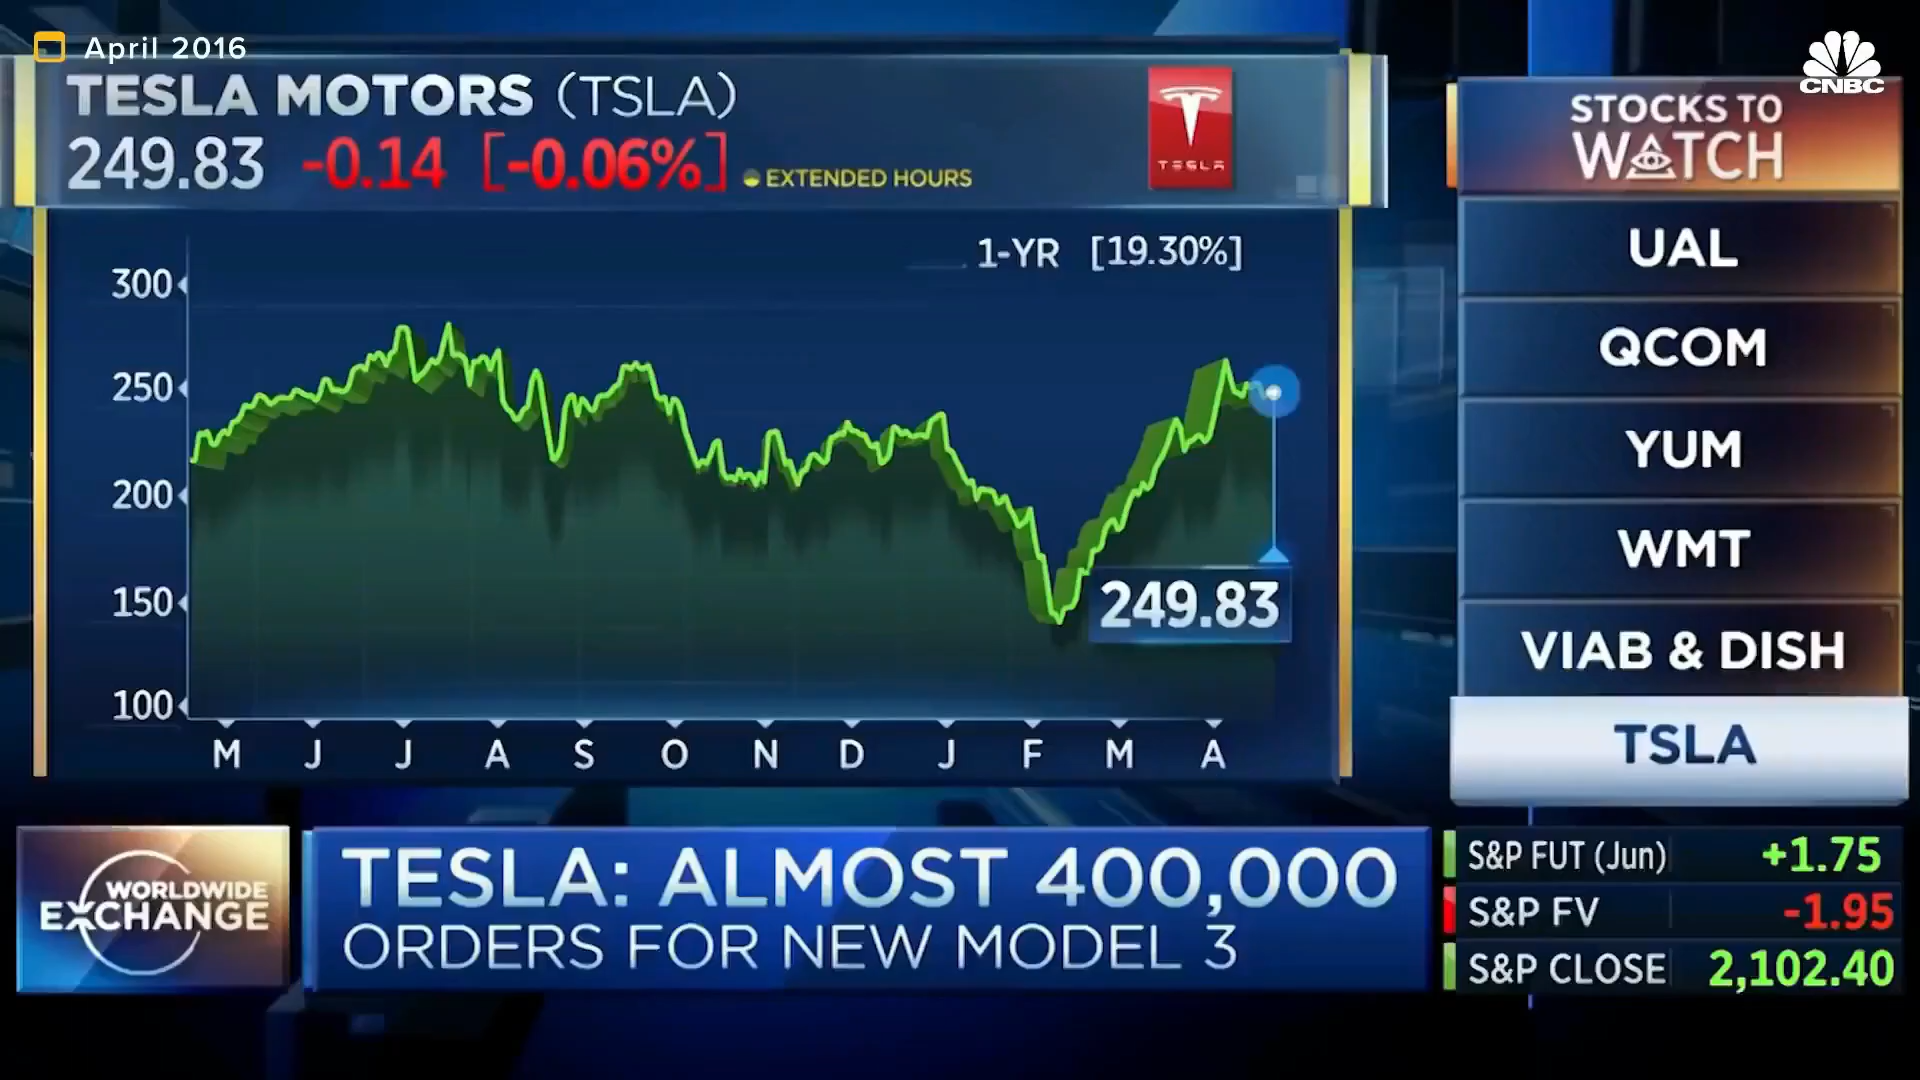 April 2016
CNBC
TESLA MOTORS (TSLA)
249.83 -0.14 [-0.06%] EXTENDED HOURS
TESLA
1-YR [19.30%]
300
250
200
150
100
249.83
M J J A S O N D J F M A
STOCKS TO
WATCH
UAL
QCOM
YUM
WMT
VIAB & DISH
TSLA
WORLDWIDE
EXCHANGE
TESLA: ALMOST 400,000
ORDERS FOR NEW MODEL 3
S&P FUT (Jun) +1.75
S&P FV -1.95
S&P CLOSE 2,102.40